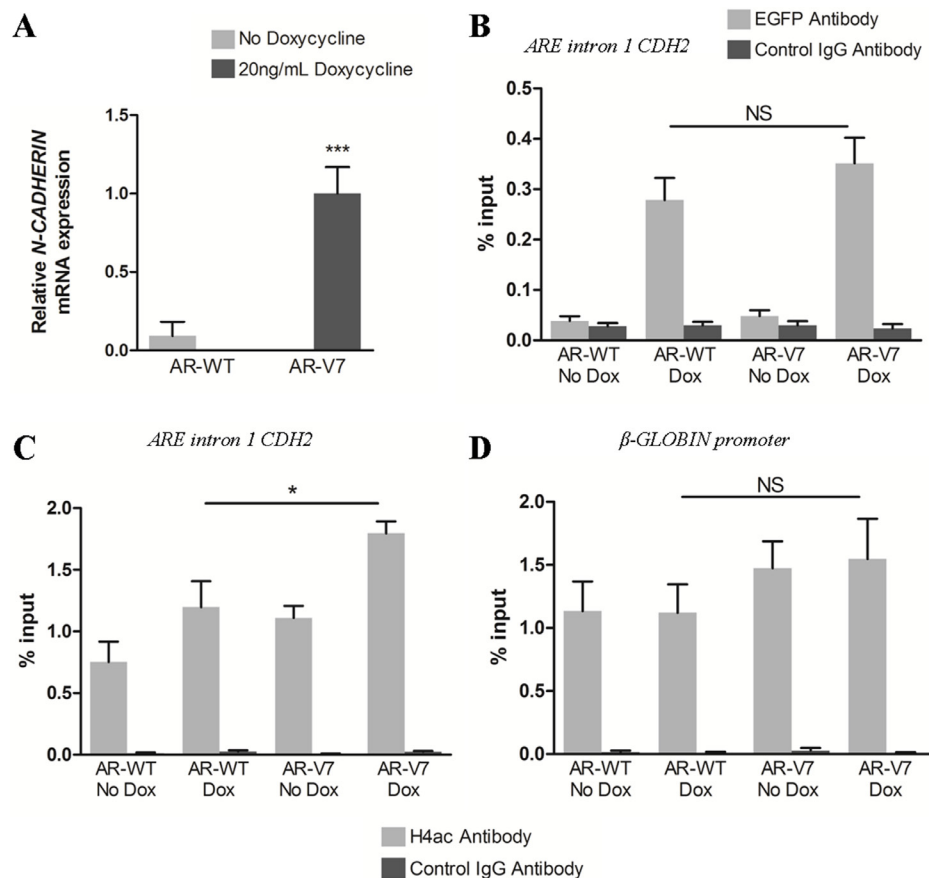 A
No Doxycycline
20ng/mL Doxycycline
Relative N-CADHERIN
mRNA expression
1.5
1.0
0.5
0.0
***
AR-WT
AR-V7
B
EGFP Antibody
Control IgG Antibody
ARE intron 1 CDH2
NS
% input
0.5
0.4
0.3
0.2
0.1
0.0
AR-WT
No Dox
AR-WT
Dox
AR-V7
No Dox
AR-V7
Dox
C
ARE intron 1 CDH2
*
% input
2.0
1.5
1.0
0.5
0.0
AR-WT
No Dox
AR-WT
Dox
AR-V7
No Dox
AR-V7
Dox
D
β-GLOBIN promoter
NS
% input
2.0
1.5
1.0
0.5
0.0
AR-WT
No Dox
AR-WT
Dox
AR-V7
No Dox
AR-V7
Dox
H4ac Antibody
Control IgG Antibody